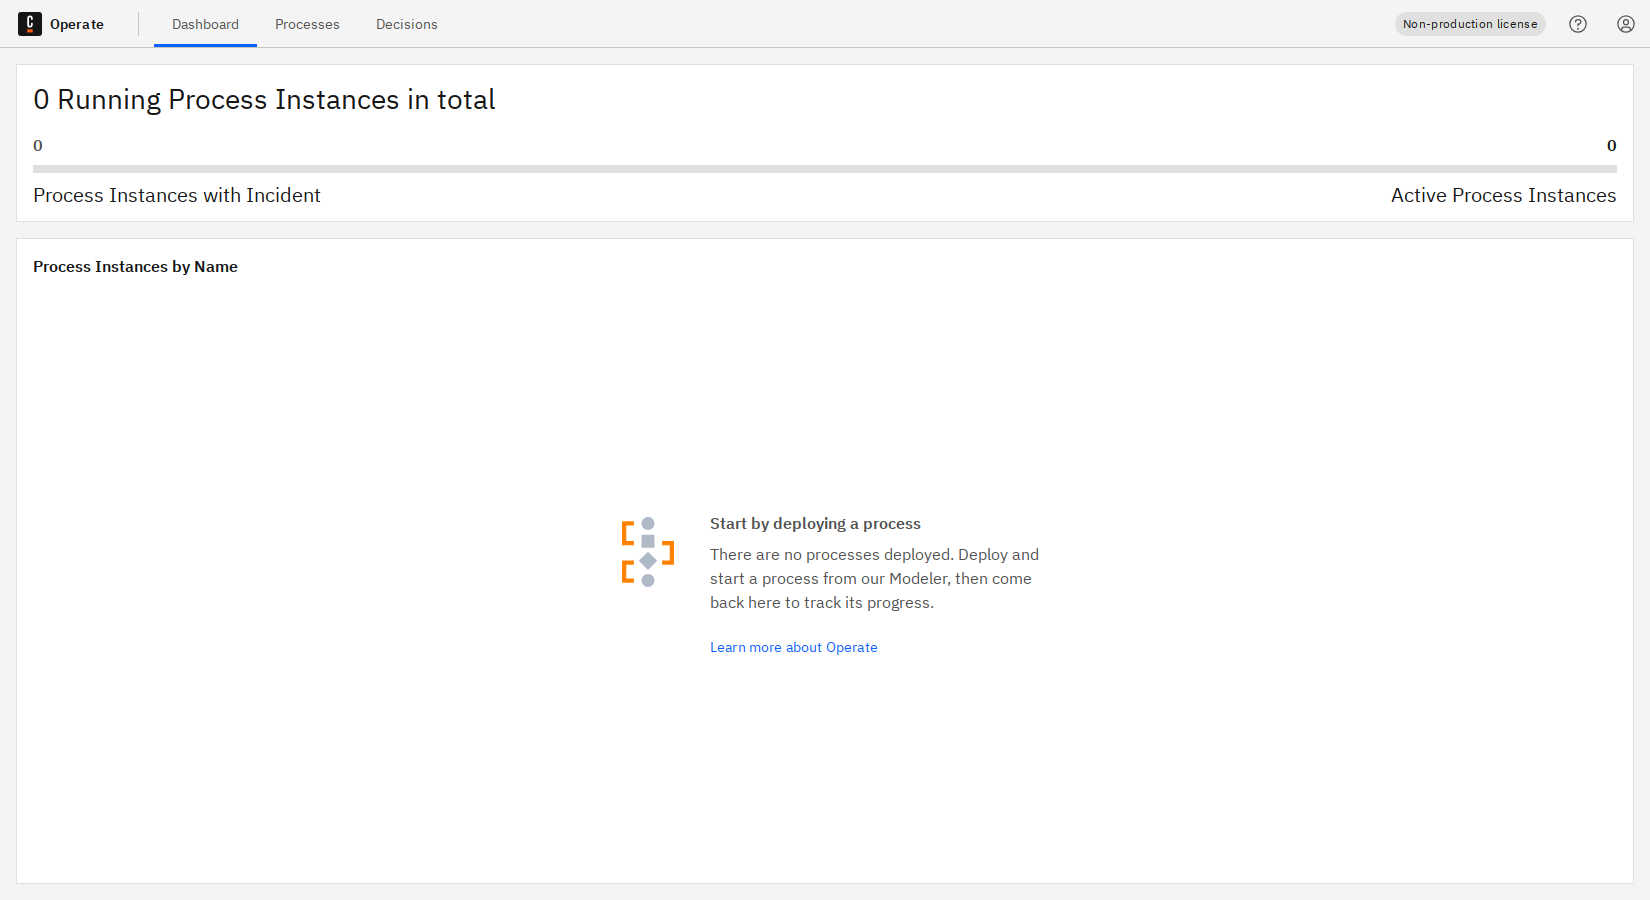 C Operate Dashboard Processes Decisions Non-production license
0 Running Process Instances in total
0 0
Process Instances with Incident Active Process Instances
Process Instances by Name
Start by deploying a process
There are no processes deployed. Deploy and
start a process from our Modeler, then come
back here to track its progress.
Learn more about Operate